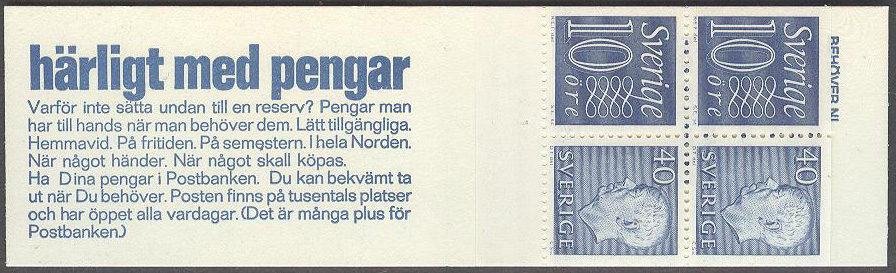 härligt med pengar
Varför inte sätta undan till en reserv? Pengar man
har till hands när man behöver dem. Lätt tillgängliga.
Hemmavid. På fritiden. På semestern. I hela Norden.
När något händer. När något skall köpas.
Ha Dina pengar i Postbanken. Du kan bekvämt ta
ut när Du behöver. Posten finns på tusentals platser
och har öppet alla vardagar. (Det är många plus för
Postbanken.)
Sverige
10
öre
Sverige
10
öre
40
SVERIGE
40
SVERIGE
BEHÖVER NI